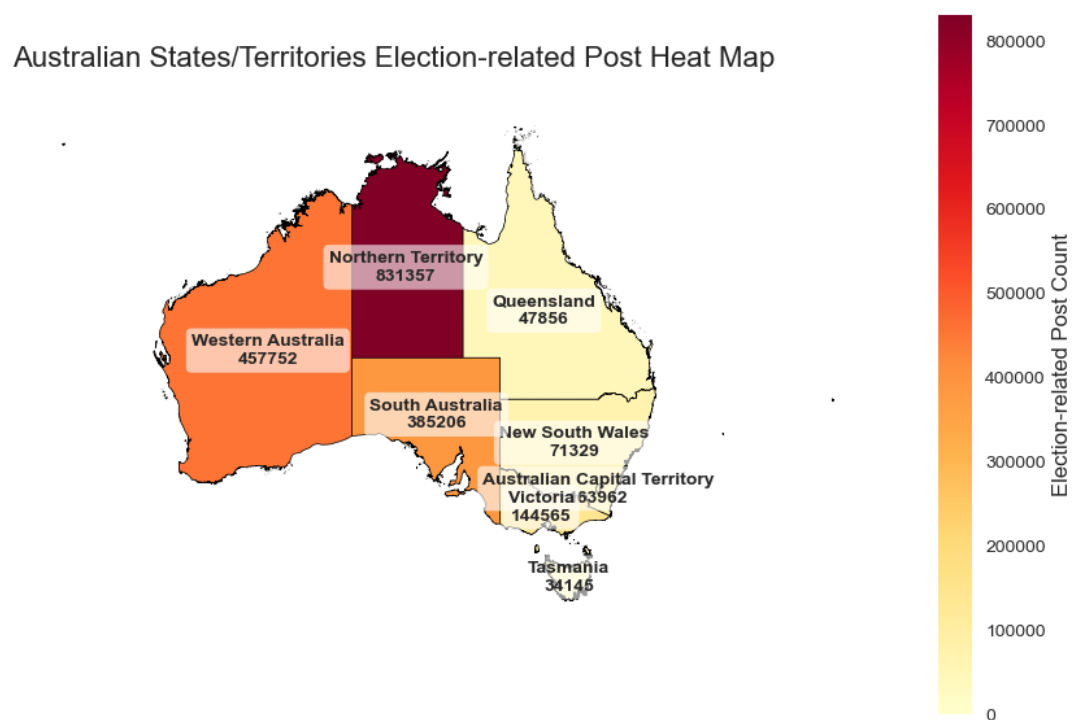 Australian States/Territories Election-related Post Heat Map
Northern Territory
831357
Queensland
47856
Western Australia
457752
South Australia
385206
New South Wales
71329
Australian Capital Territory
Victoria
144565
Tasmania
34145
800000
700000
600000
500000
400000
300000
200000
100000
0
Election-related Post Count